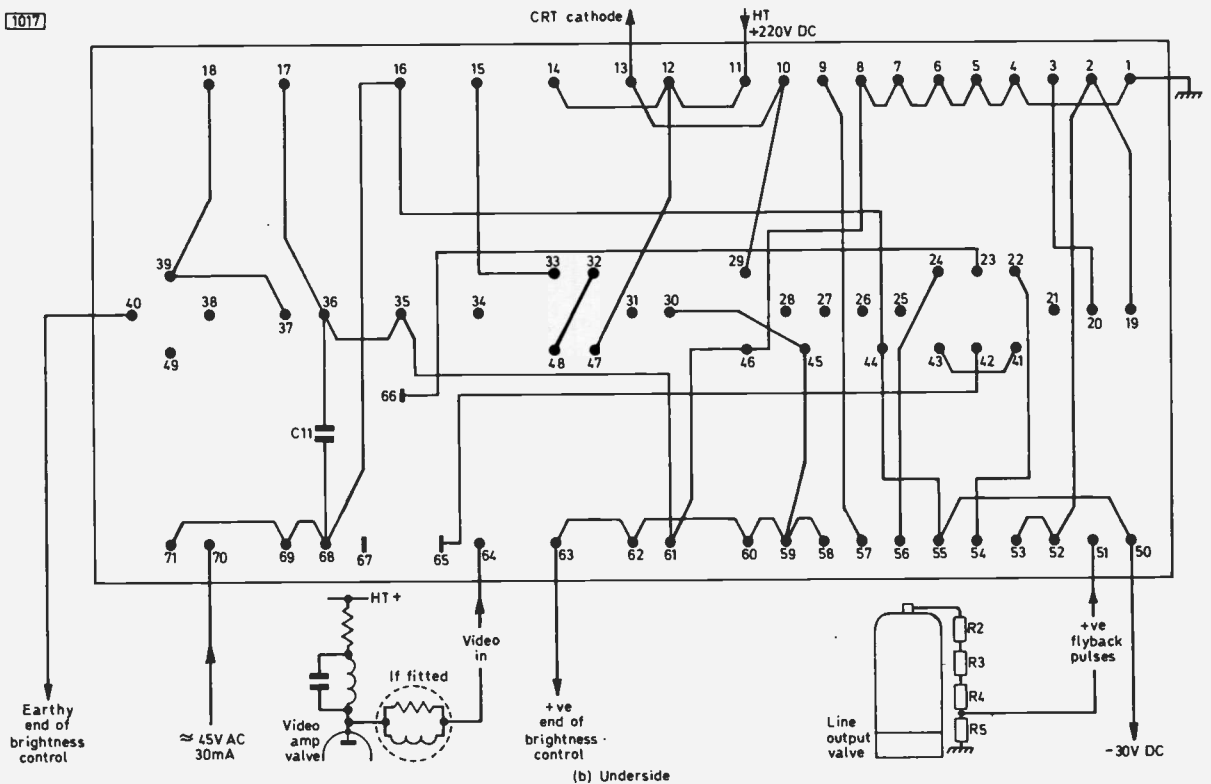 1017
CRT cathode
HT
+220V DC
18 17 16 15 14 13 12 11 10 9 8 7 6 5 4 3 2 1
39 33 32 29 24 23 22
40 38 37 36 35 34 31 30 28 27 26 25 21 20 19
49 48 47 46 45 44 43 42 41
66
C11
71 70 69 68 67 65 64 63 62 61 60 59 58 57 56 55 54 53 52 51 50
HT+
Video
in
If fitted
Video
amp
valve
Earthy
end of
brightness
control
≈ 45V AC
30mA
+ve
end of
brightness
control
R2
R3
R4
R5
Line
output
valve
+ve
flyback
pulses
-30V DC
(b) Underside